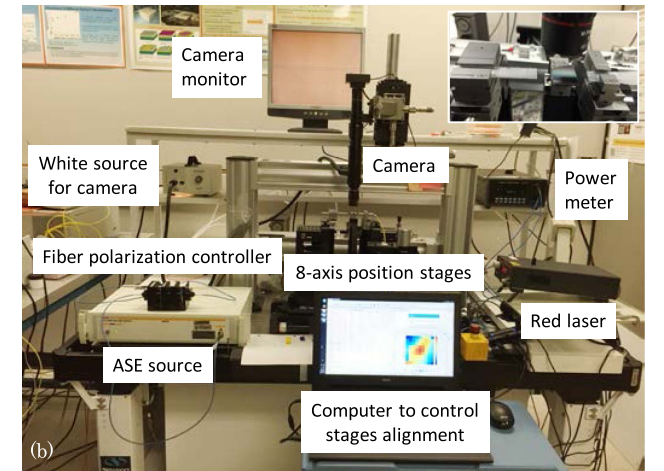 Camera
monitor
White source
for camera
Camera
Power
meter
Fiber polarization controller
8-axis position stages
Red laser
ASE source
Computer to control
stages alignment
(b)